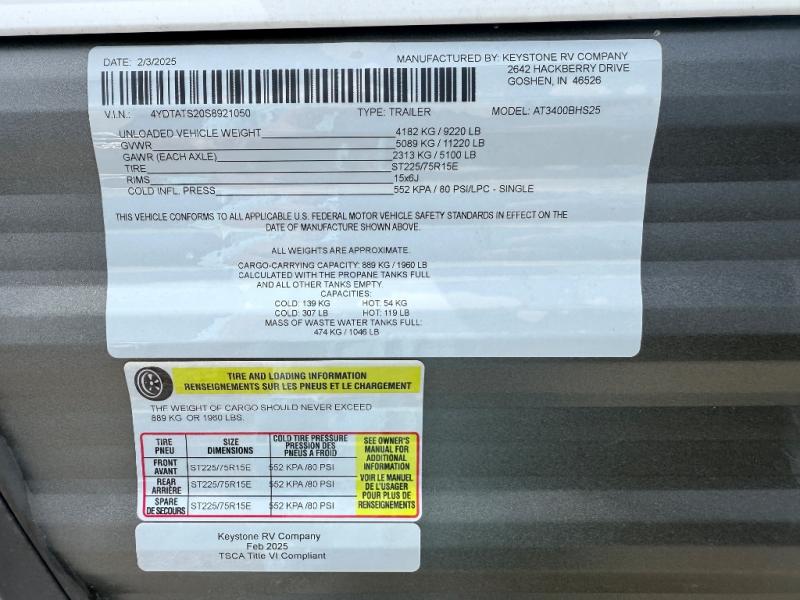 DATE: 2/3/2025
MANUFACTURED BY: KEYSTONE RV COMPANY
2642 HACKBERRY DRIVE
GOSHEN, IN 46526
V.I.N.: 4YDTATS20S8921050 TYPE: TRAILER MODEL: AT3400BHS25
UNLOADED VEHICLE WEIGHT 4182 KG / 9220 LB
GVWR 5089 KG / 11220 LB
GAWR (EACH AXLE) 2313 KG / 5100 LB
TIRE ST225/75R15E
RIMS 15x6J
COLD INFL. PRESS 552 KPA / 80 PSI/LPC - SINGLE
THIS VEHICLE CONFORMS TO ALL APPLICABLE U.S. FEDERAL MOTOR VEHICLE SAFETY STANDARDS IN EFFECT ON THE
DATE OF MANUFACTURE SHOWN ABOVE.
ALL WEIGHTS ARE APPROXIMATE.
CARGO-CARRYING CAPACITY: 889 KG / 1960 LB
CALCULATED WITH THE PROPANE TANKS FULL
AND ALL OTHER TANKS EMPTY
CAPACITIES:
COLD: 139 KG HOT: 54 KG
COLD: 307 LB HOT: 119 LB
MASS OF WASTE WATER TANKS FULL:
474 KG / 1046 LB
TIRE AND LOADING INFORMATION
RENSEIGNEMENTS SUR LES PNEUS ET LE CHARGEMENT
THE WEIGHT OF CARGO SHOULD NEVER EXCEED
889 KG OR 1960 LBS.
TIRE
PNEU
SIZE
DIMENSIONS
COLD TIRE PRESSURE
PRESSION DES
PNEUS A FROID
SEE OWNER'S
MANUAL FOR
ADDITIONAL
INFORMATION
VOIR LE MANUEL
DE L'USAGER
POUR PLUS DE
RENSEIGNEMENTS
FRONT
AVANT
ST225/75R15E 552 KPA /80 PSI
REAR
ARRIÈRE
ST225/75R15E 552 KPA /80 PSI
SPARE
DE SECOURS
ST225/75R15E 552 KPA /80 PSI
Keystone RV Company
Feb 2025
TSCA Title VI Compliant